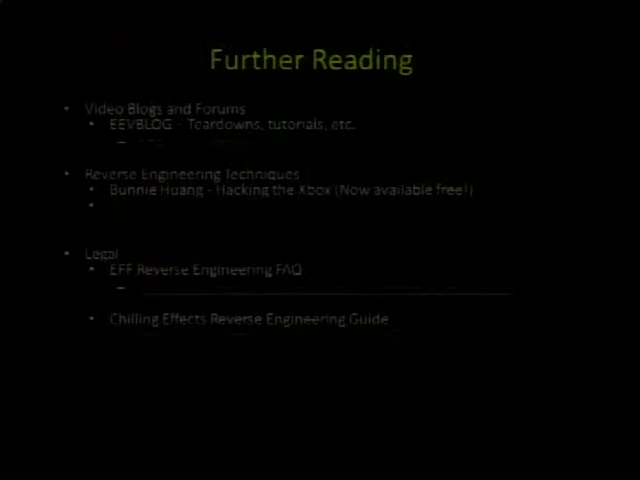 Further Reading
• Video Blogs and Forums
• EEVBLOG - Teardowns, tutorials, etc.
–
• Reverse Engineering Techniques
• Bunnie Huang - Hacking the Xbox (Now available free!)
•
• Legal
• EFF Reverse Engineering FAQ
–
• Chilling Effects Reverse Engineering Guide